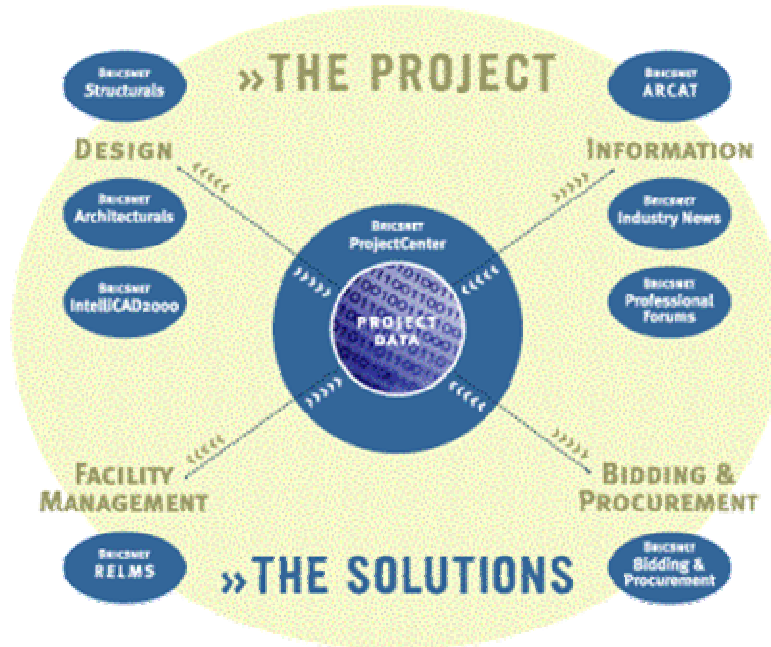 »THE PROJECT
BRICSNET
Structurals
DESIGN
BRICSNET
Architecturals
BRICSNET
IntelliCAD2000
BRICSNET
ARCAT
INFORMATION
BRICSNET
Industry News
BRICSNET
Professional
Forums
BRICSNET
ProjectCenter
PROJECT
DATA
FACILITY
MANAGEMENT
BRICSNET
RELMS
BIDDING &
PROCUREMENT
BRICSNET
Bidding &
Procurement
»THE SOLUTIONS